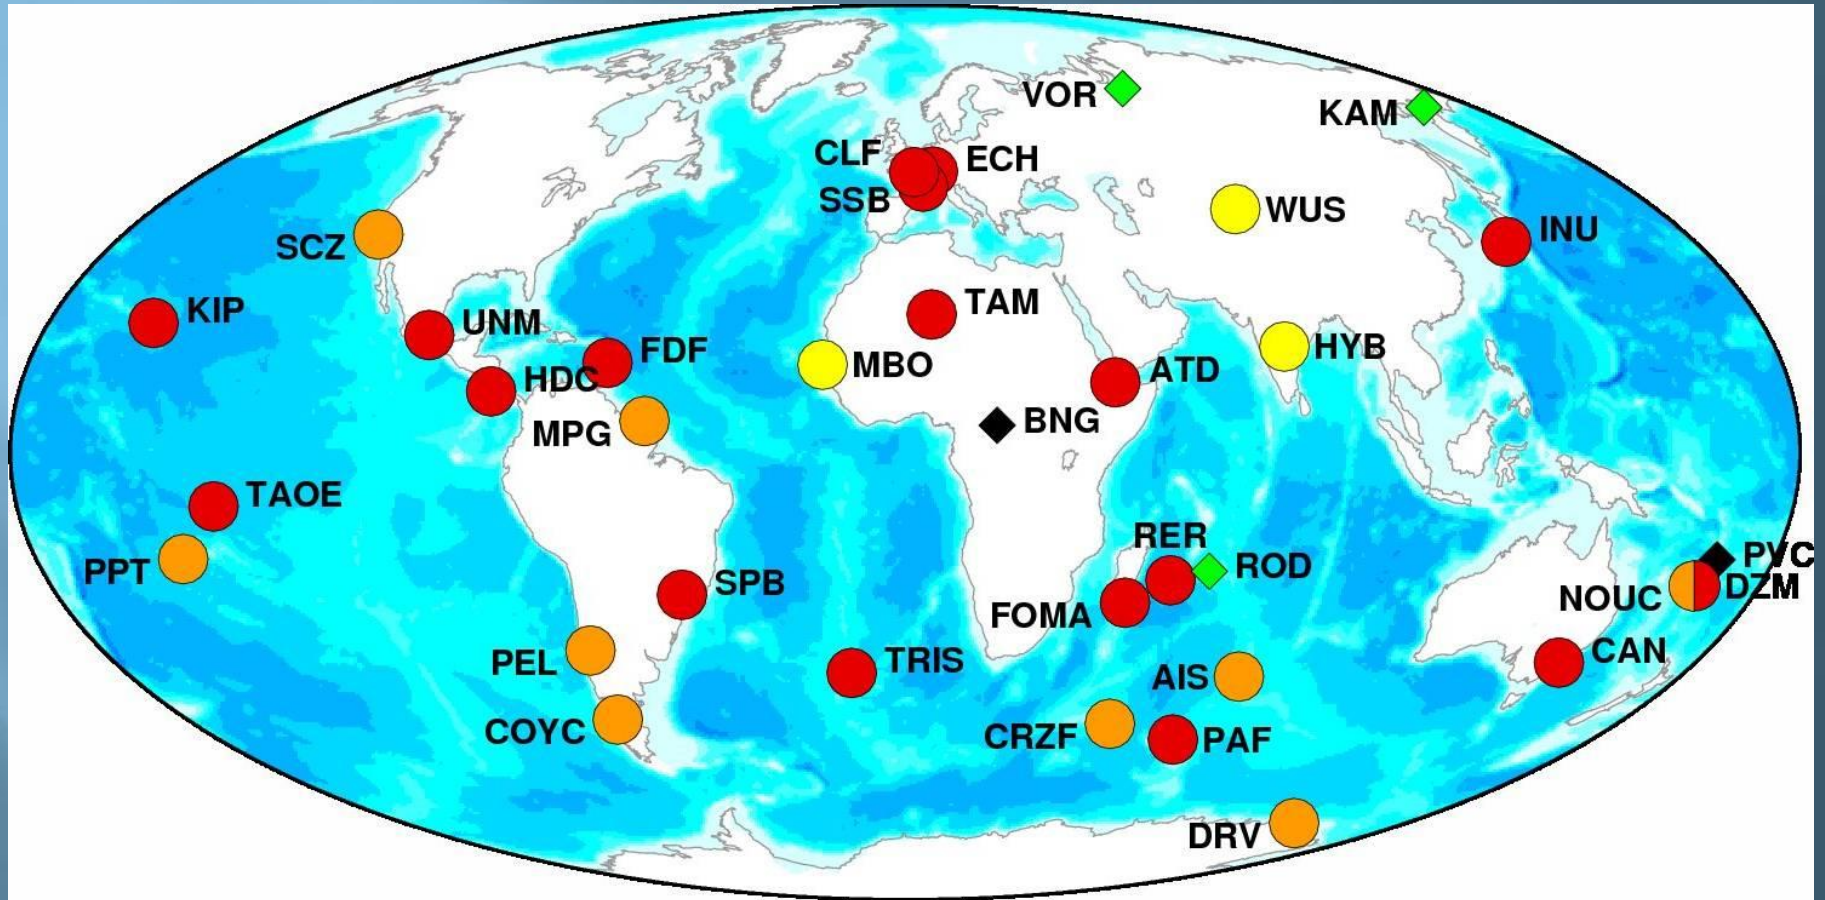 VOR
KAM
CLF
ECH
SSB
WUS
INU
SCZ
KIP
TAM
UNM
FDF
HDC
MBO
HYB
ATD
BNG
MPG
TAOE
RER
PVC
PPT
ROD
SPB
DZM
NOUC
FOMA
CAN
PEL
TRIS
AIS
COYC
CRZF
PAF
DRV